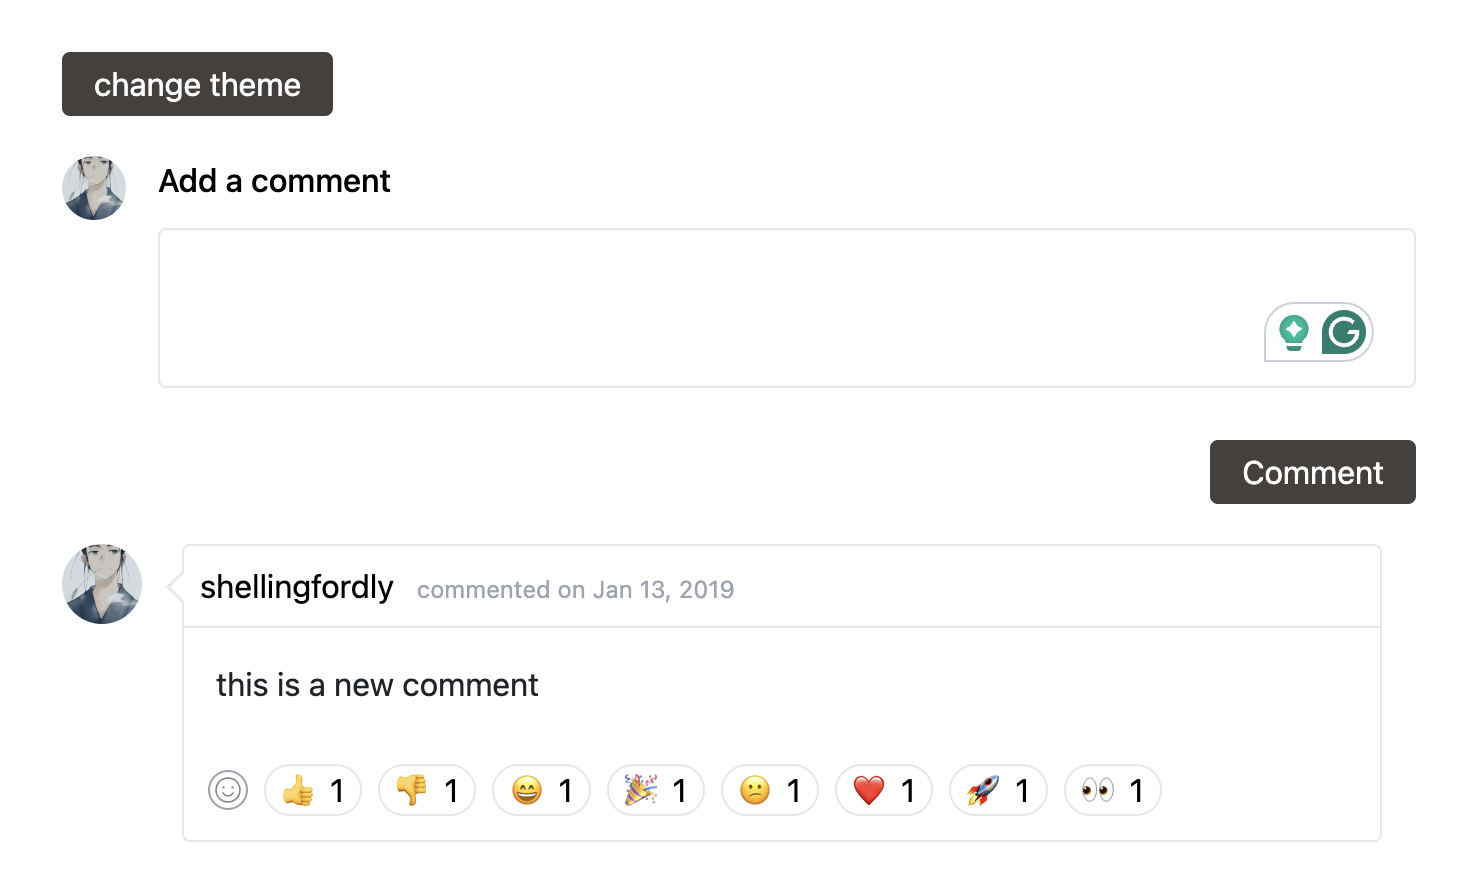 change theme
Add a comment
Comment
shellingfordly commented on Jan 13, 2019
this is a new comment
👍 1 👎 1 😄 1 🎉 1 😕 1 ❤️ 1 🚀 1 👀 1